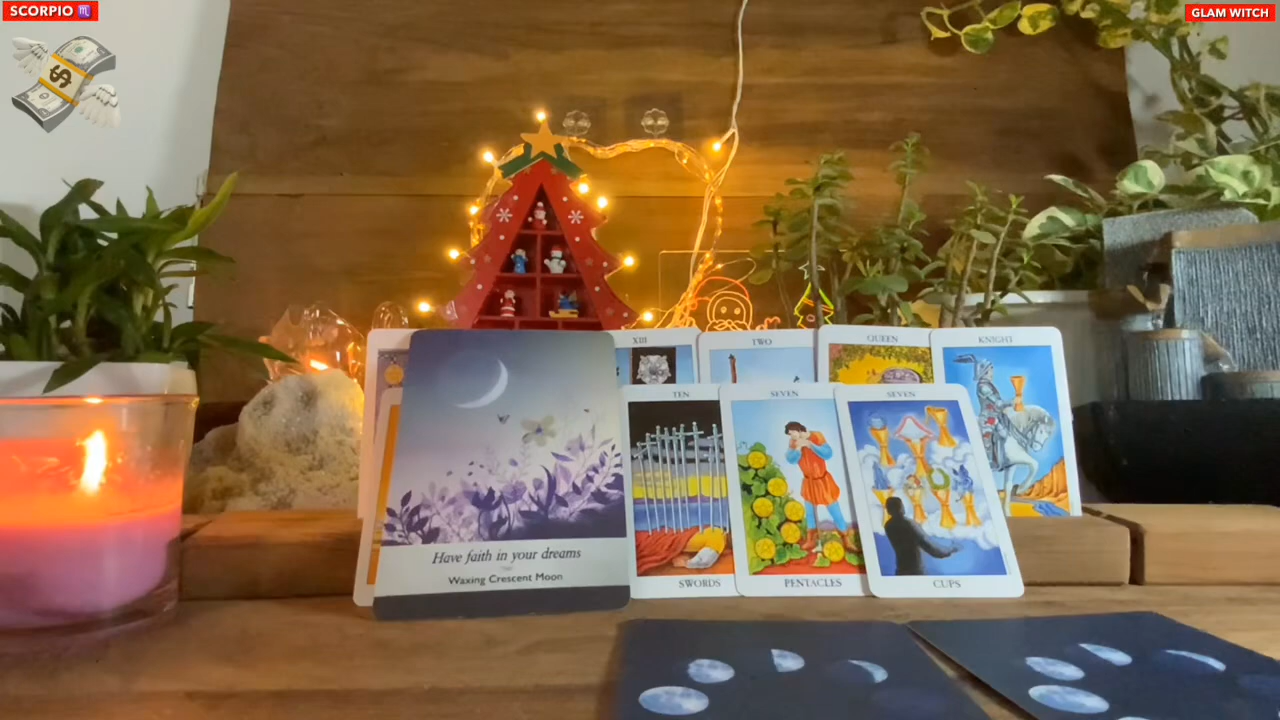 SCORPIO ♏
GLAM WITCH
XIII
TWO
QUEEN
KNIGHT
TEN
SEVEN
SEVEN
Have faith in your dreams
Waxing Crescent Moon
SWORDS
PENTACLES
CUPS